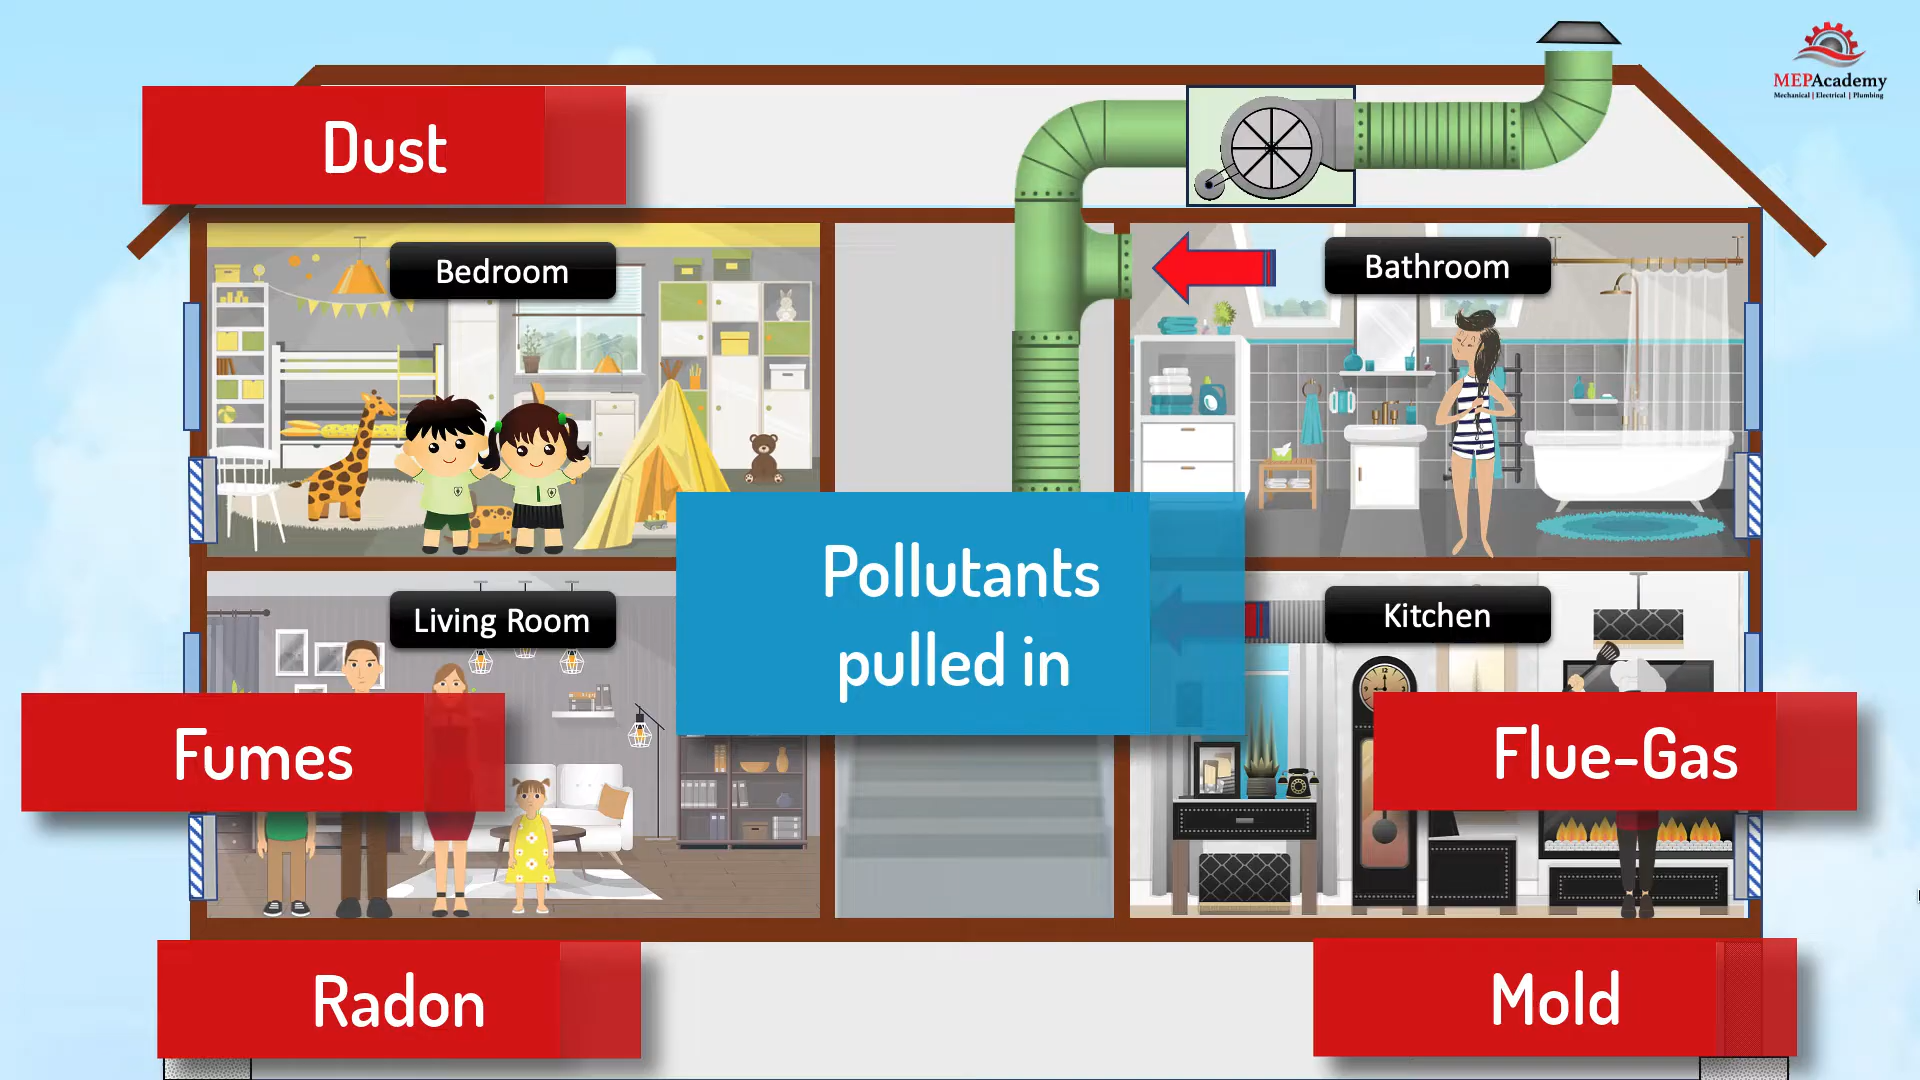 MEPAcademy
Mechanical | Electrical | Plumbing
Dust
Bedroom
Bathroom
Pollutants
pulled in
Living Room
Kitchen
Fumes
Flue-Gas
Radon
Mold